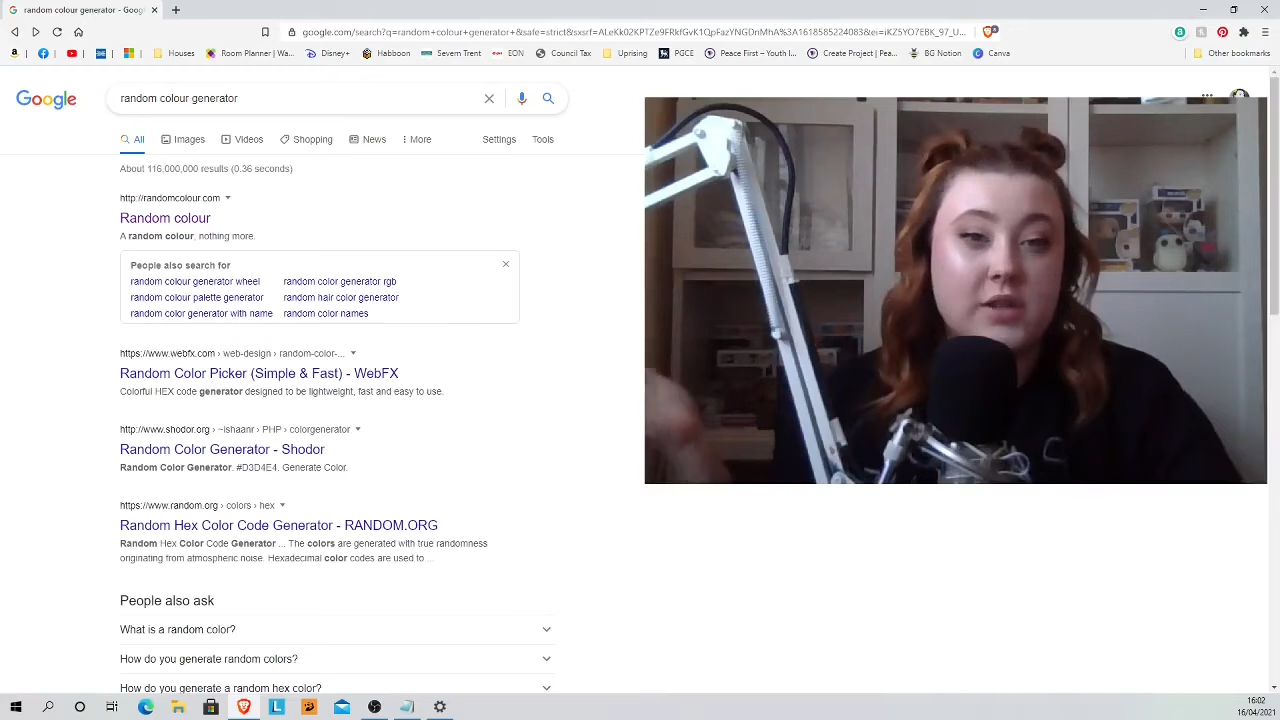 random colour generator - Googl
google.com/search?q=random+colour+generator+&safe=strict&sxsrf=ALeKk02KPTZe9FRkfGvK1QpFazYNGDnMhA%3A1618585224083&ei=iKZ5YO7EBK_97_U...
Houses
Room Planner | Wa...
Disney+
Habboon
Severn Trent
EON
Council Tax
Uprising
PGCE
Peace First - Youth I...
Create Project | Pea...
BG Notion
Canva
Other bookmarks
Google
random colour generator
All
Images
Videos
Shopping
News
More
Settings
Tools
About 116,000,000 results (0.36 seconds)
http://randomcolour.com
Random colour
A random colour, nothing more.
People also search for
random colour generator wheel
random color generator rgb
random colour palette generator
random hair color generator
random color generator with name
random color names
https://www.webfx.com › web-design › random-color-...
Random Color Picker (Simple & Fast) - WebFX
Colorful HEX code generator designed to be lightweight, fast and easy to use.
http://www.shodor.org › ~ishaanr › PHP › colorgenerator
Random Color Generator - Shodor
Random Color Generator. #D3D4E4. Generate Color.
https://www.random.org › colors › hex
Random Hex Color Code Generator - RANDOM.ORG
Random Hex Color Code Generator ... The colors are generated with true randomness
originating from atmospheric noise. Hexadecimal color codes are used to ...
People also ask
What is a random color?
How do you generate random colors?
How do you generate a random hex color?
16:02
16/04/2021